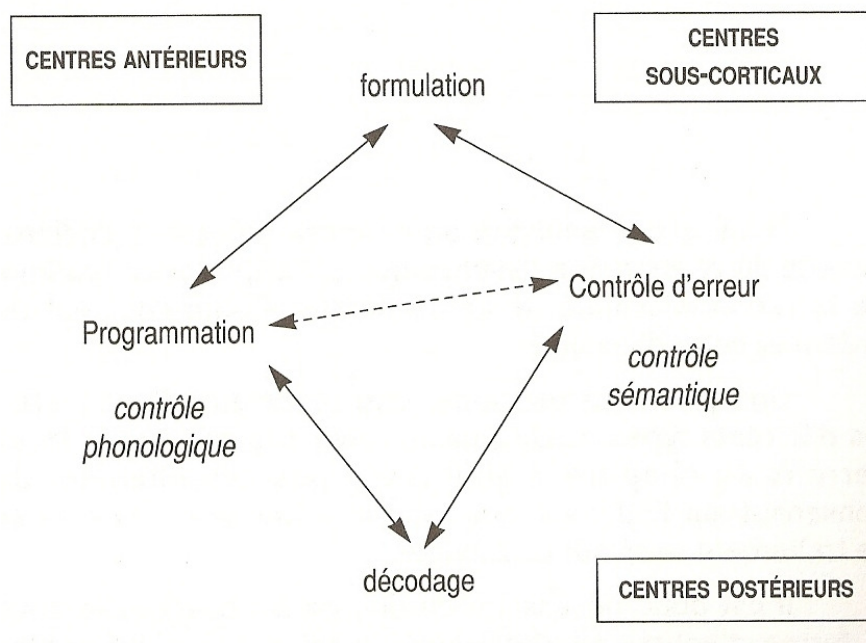 CENTRES ANTÉRIEURS
CENTRES
SOUS-CORTICAUX
formulation
Contrôle d'erreur
Programmation
contrôle
sémantique
contrôle
phonologique
décodage
CENTRES POSTÉRIEURS